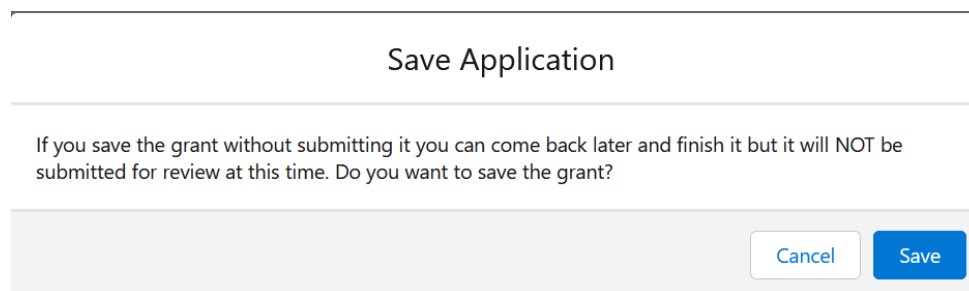 Save Application
If you save the grant without submitting it you can come back later and finish it but it will NOT be
submitted for review at this time. Do you want to save the grant?
Cancel
Save